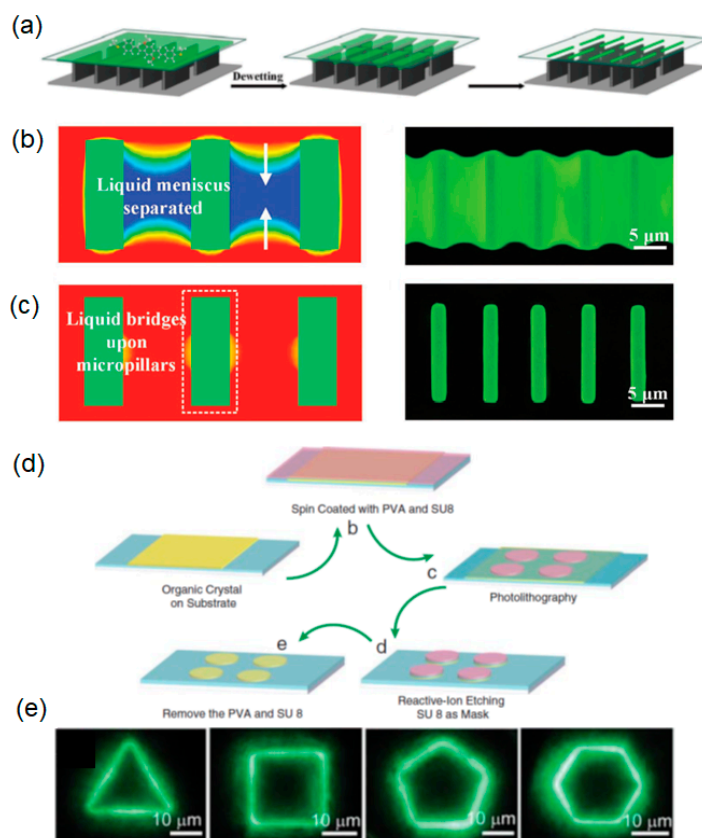 (a)
Dewetting
(b)
Liquid meniscus
separated
5 μm
(c)
Liquid bridges
upon
micropillars
5 μm
(d)
Spin Coated with PVA and SU8
b
Organic Crystal
on Substrate
c
Photolithography
e
d
Remove the PVA and SU 8
Reactive-Ion Etching
SU 8 as Mask
(e)
10 μm
10 μm
10 μm
10 μm